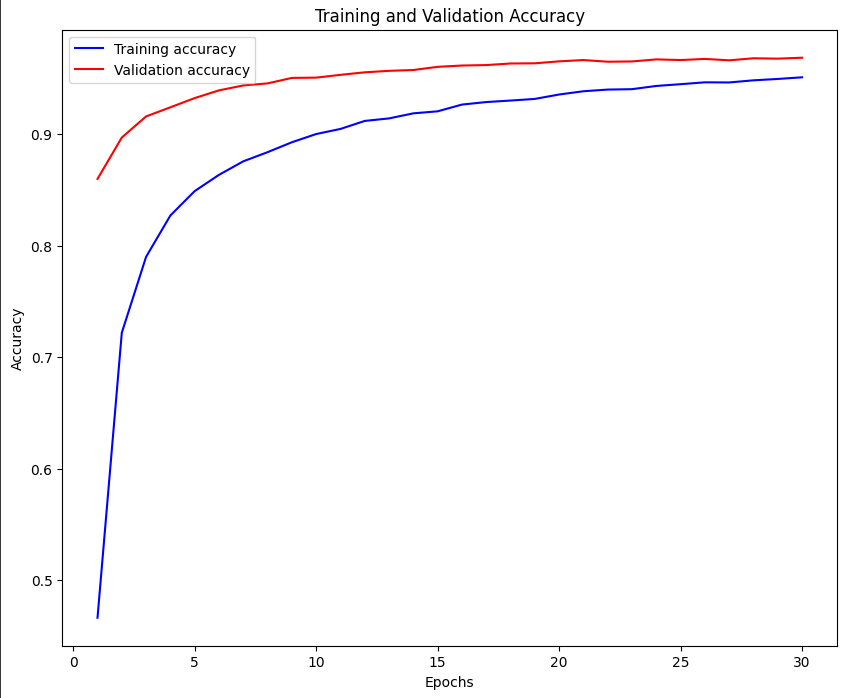 Training and Validation Accuracy
Training accuracy
Validation accuracy
0.9
0.8
0.7
0.6
0.5
Accuracy
0 5 10 15 20 25 30
Epochs